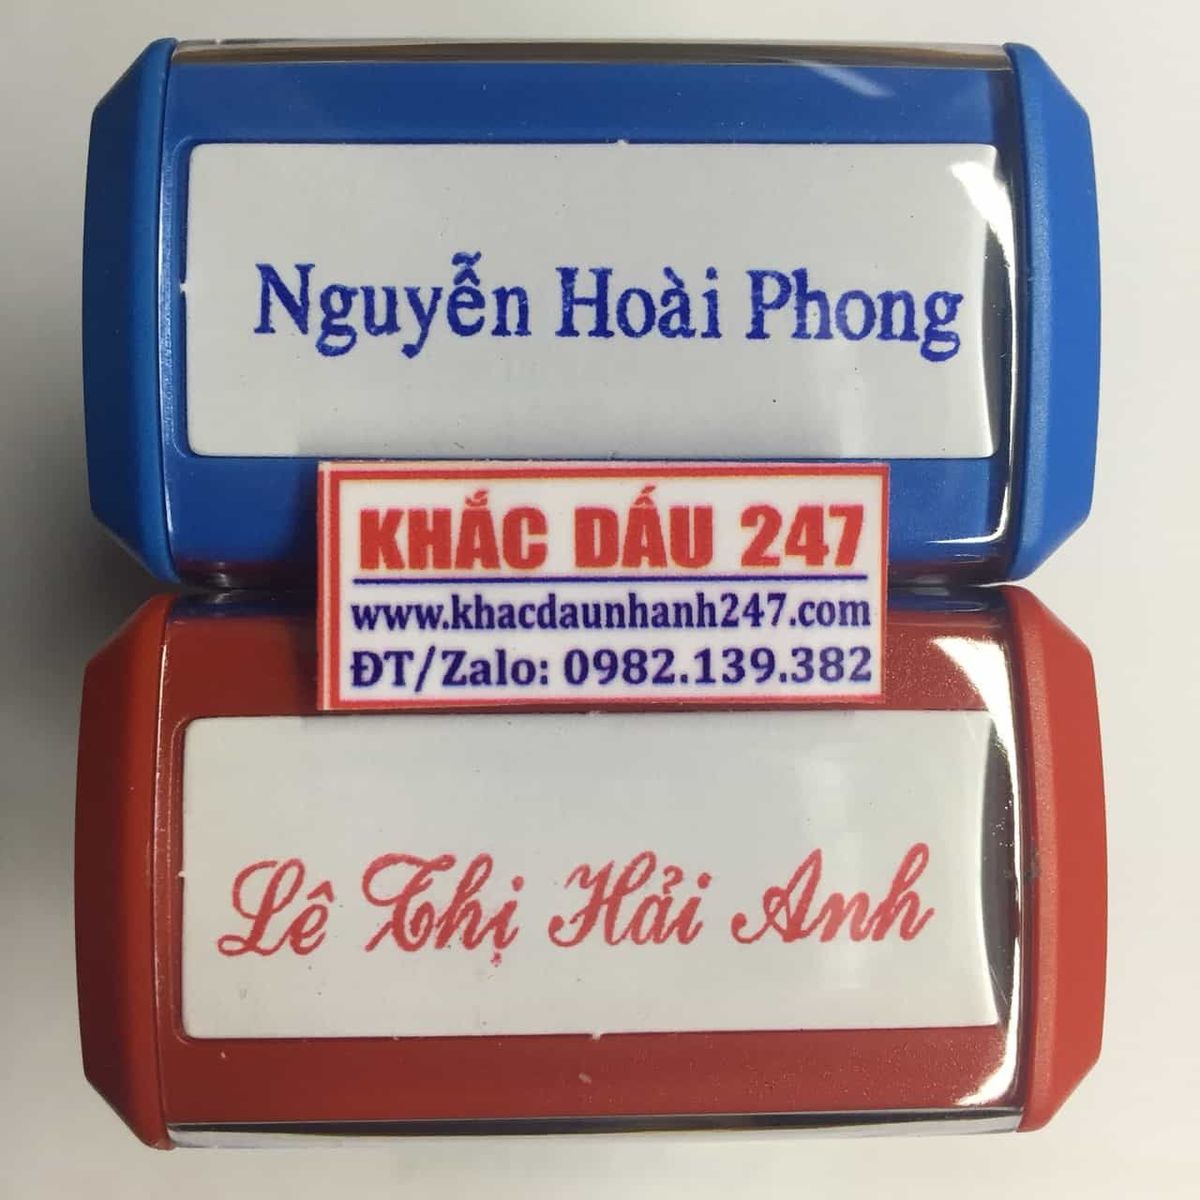 Nguyễn Hoài Phong
KHẮC DẤU 247
www.khacdaunhanh247.com
ĐT/Zalo: 0982.139.382
Lê Thị Hải Anh